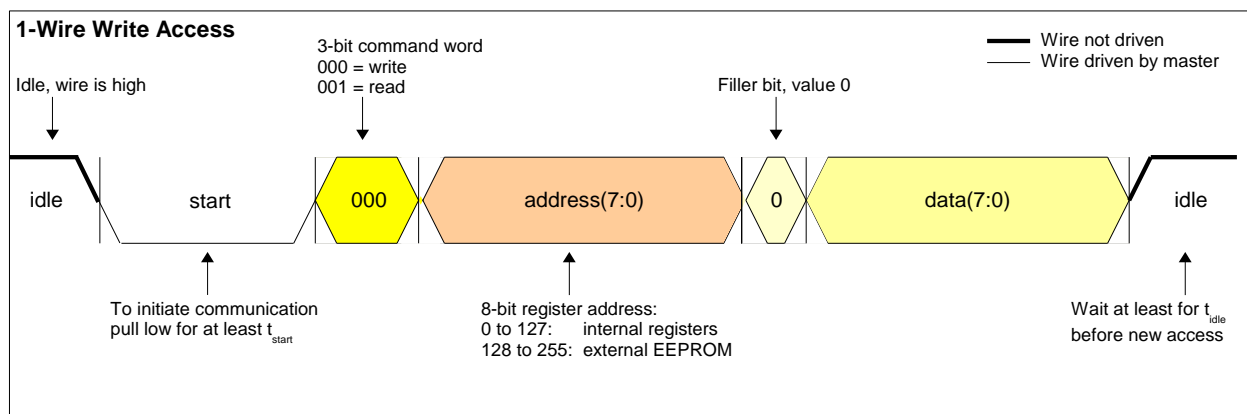 1-Wire Write Access
3-bit command word
000 = write
001 = read
Wire not driven
Wire driven by master
Idle, wire is high
Filler bit, value 0
idle
start
000
address(7:0)
0
data(7:0)
idle
To initiate communication
pull low for at least t_start
8-bit register address:
0 to 127: internal registers
128 to 255: external EEPROM
Wait at least for t_idle
before new access